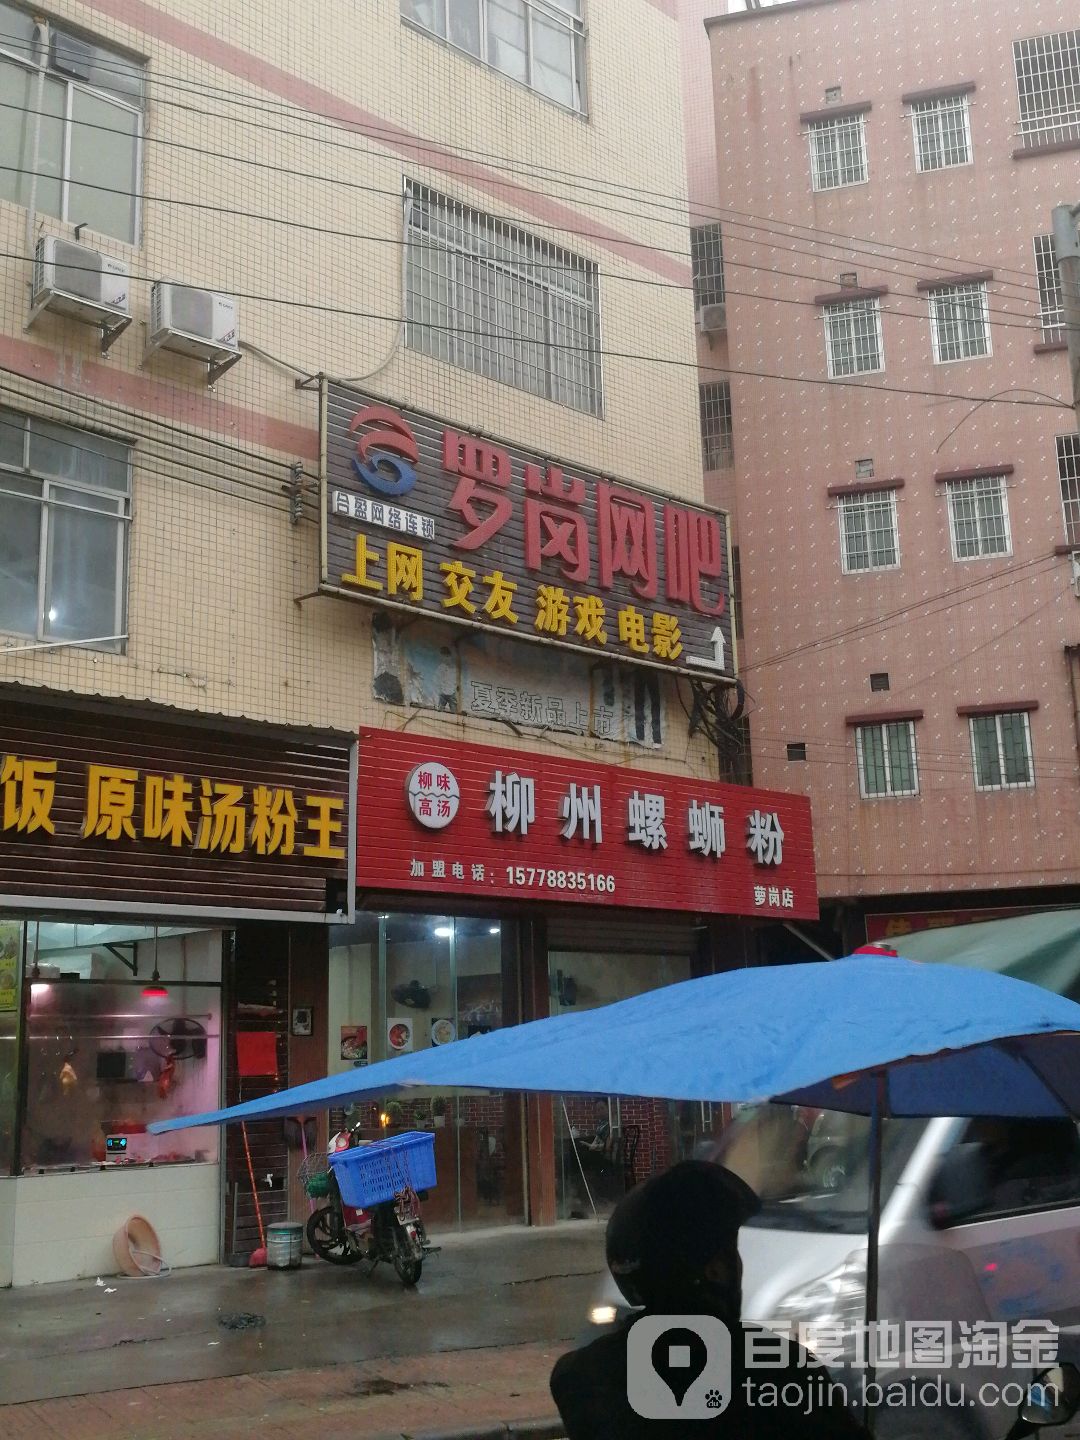 罗岗网吧
合盈网络连锁
上网 交友 游戏 电影
夏季新品上市
饭 原味汤粉王
柳味
高汤
柳州螺蛳粉
加盟电话：15778835166
萝岗店
百度地图淘金
taojin.baidu.com